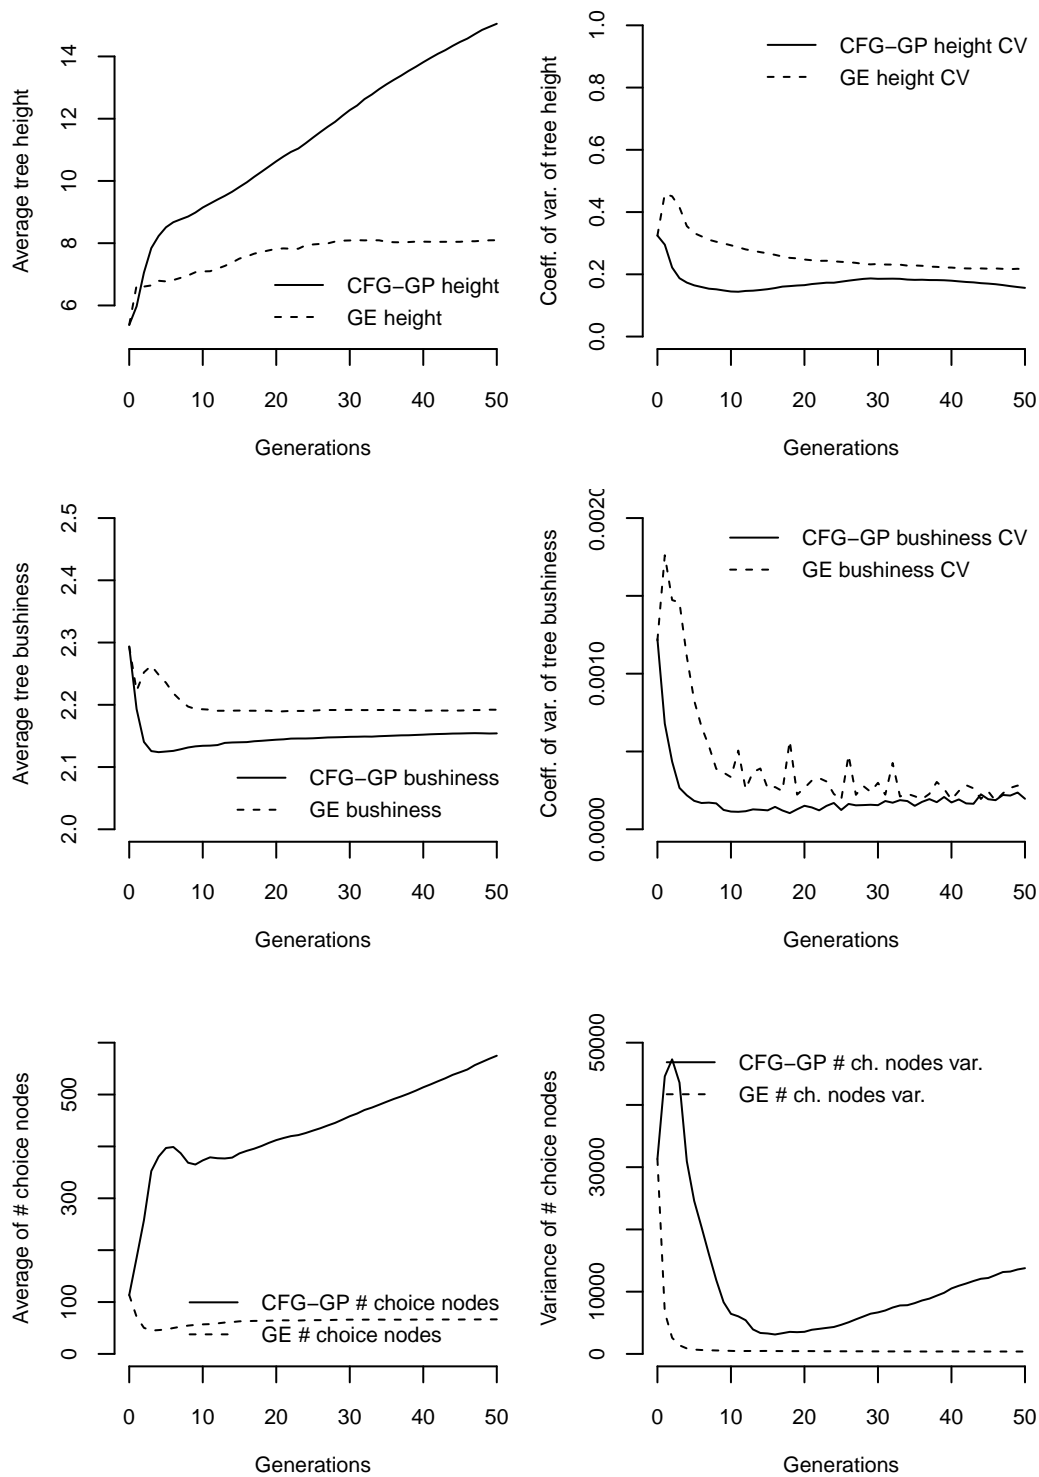 Average tree height
6 8 10 12 14
CFG−GP height
GE height
0 10 20 30 40 50
Generations
Coeff. of var. of tree height
0.0 0.2 0.4 0.6 0.8 1.0
CFG−GP height CV
GE height CV
0 10 20 30 40 50
Generations
Average tree bushiness
2.0 2.1 2.2 2.3 2.4 2.5
CFG−GP bushiness
GE bushiness
0 10 20 30 40 50
Generations
Coeff. of var. of tree bushiness
0.0000 0.0010 0.0020
CFG−GP bushiness CV
GE bushiness CV
0 10 20 30 40 50
Generations
Average of # choice nodes
0 100 300 500
CFG−GP # choice nodes
GE # choice nodes
0 10 20 30 40 50
Generations
Variance of # choice nodes
0 10000 30000 50000
CFG−GP # ch. nodes var.
GE # ch. nodes var.
0 10 20 30 40 50
Generations